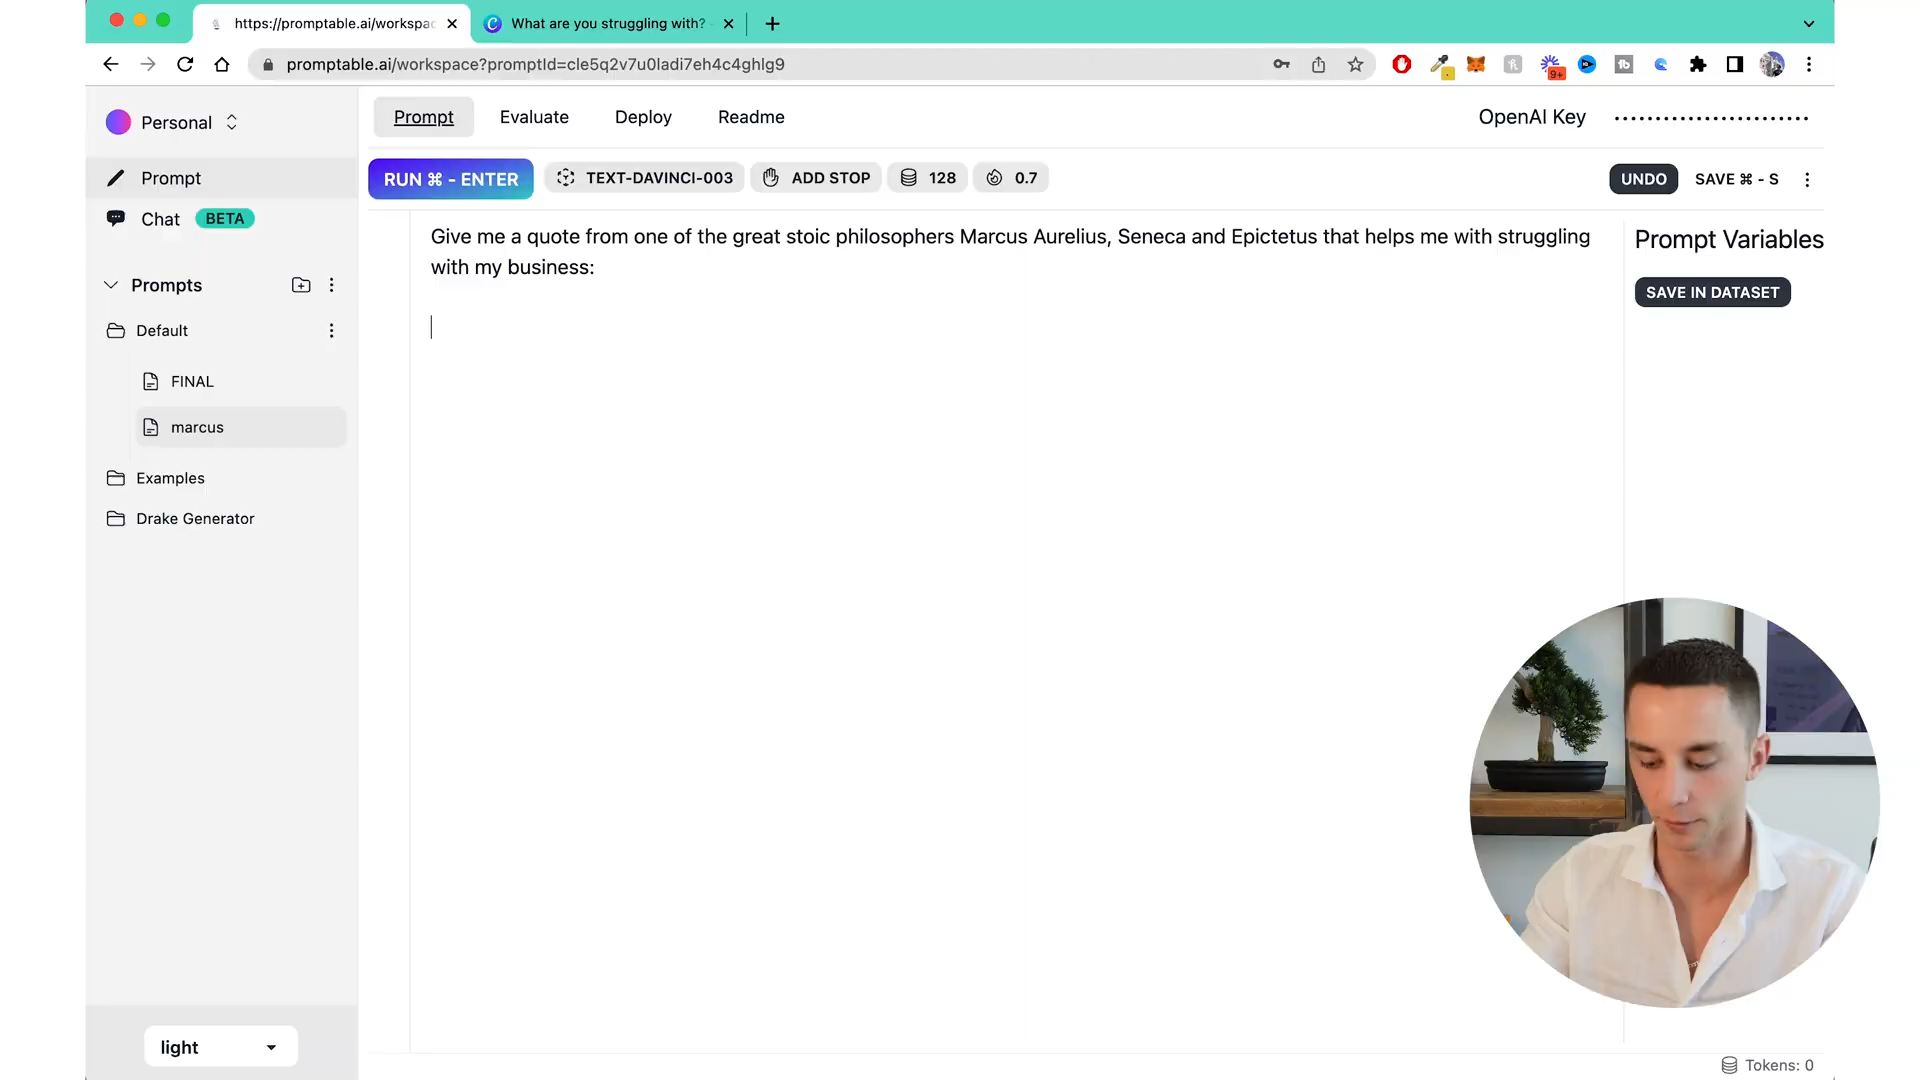 https://promptable.ai/workspac
What are you struggling with?
promptable.ai/workspace?promptId=cle5q2v7u0ladi7eh4c4ghlg9
9+
Personal
Prompt
Evaluate
Deploy
Readme
OpenAI Key
Prompt
Chat
BETA
RUN ⌘ - ENTER
TEXT-DAVINCI-003
ADD STOP
128
0.7
UNDO
SAVE ⌘ - S
Give me a quote from one of the great stoic philosophers Marcus Aurelius, Seneca and Epictetus that helps me with struggling
with my business:
Prompt Variables
SAVE IN DATASET
Prompts
Default
FINAL
marcus
Examples
Drake Generator
light
Tokens: 0